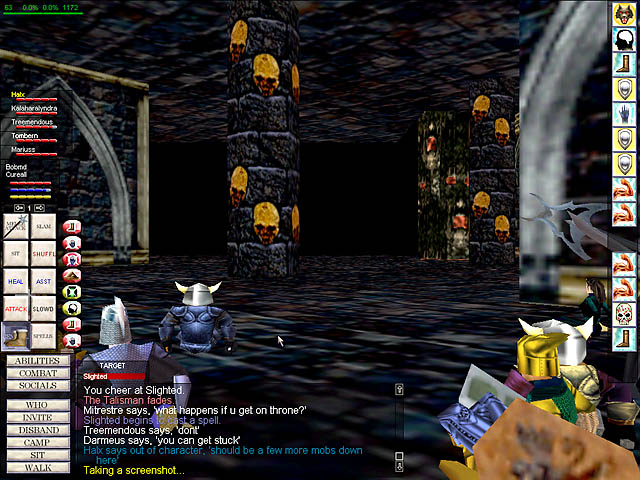 63 0.0% 0.0% 1172
Halx
Kalaharalyndra
Treemendous
Tombern
Mariuss
Bobmd
Cureall
1
MELEE ATTACK SLAM
SIT SHUFFL
HEAL ASST
ATTACK SLOWD
SPELLS
ABILITIES
COMBAT
SOCIALS
WHO
INVITE
DISBAND
CAMP
SIT
WALK
TARGET
Slighted
You cheer at Slighted.
The Talisman fades.
Mitrestre says, 'what happens if u get on throne?'
Slighted begins to cast a spell.
Treemendous says, 'dont'
Darmeus says, 'you can get stuck'
Halx says out of character, 'should be a few more mobs down
here'
Taking a screenshot...